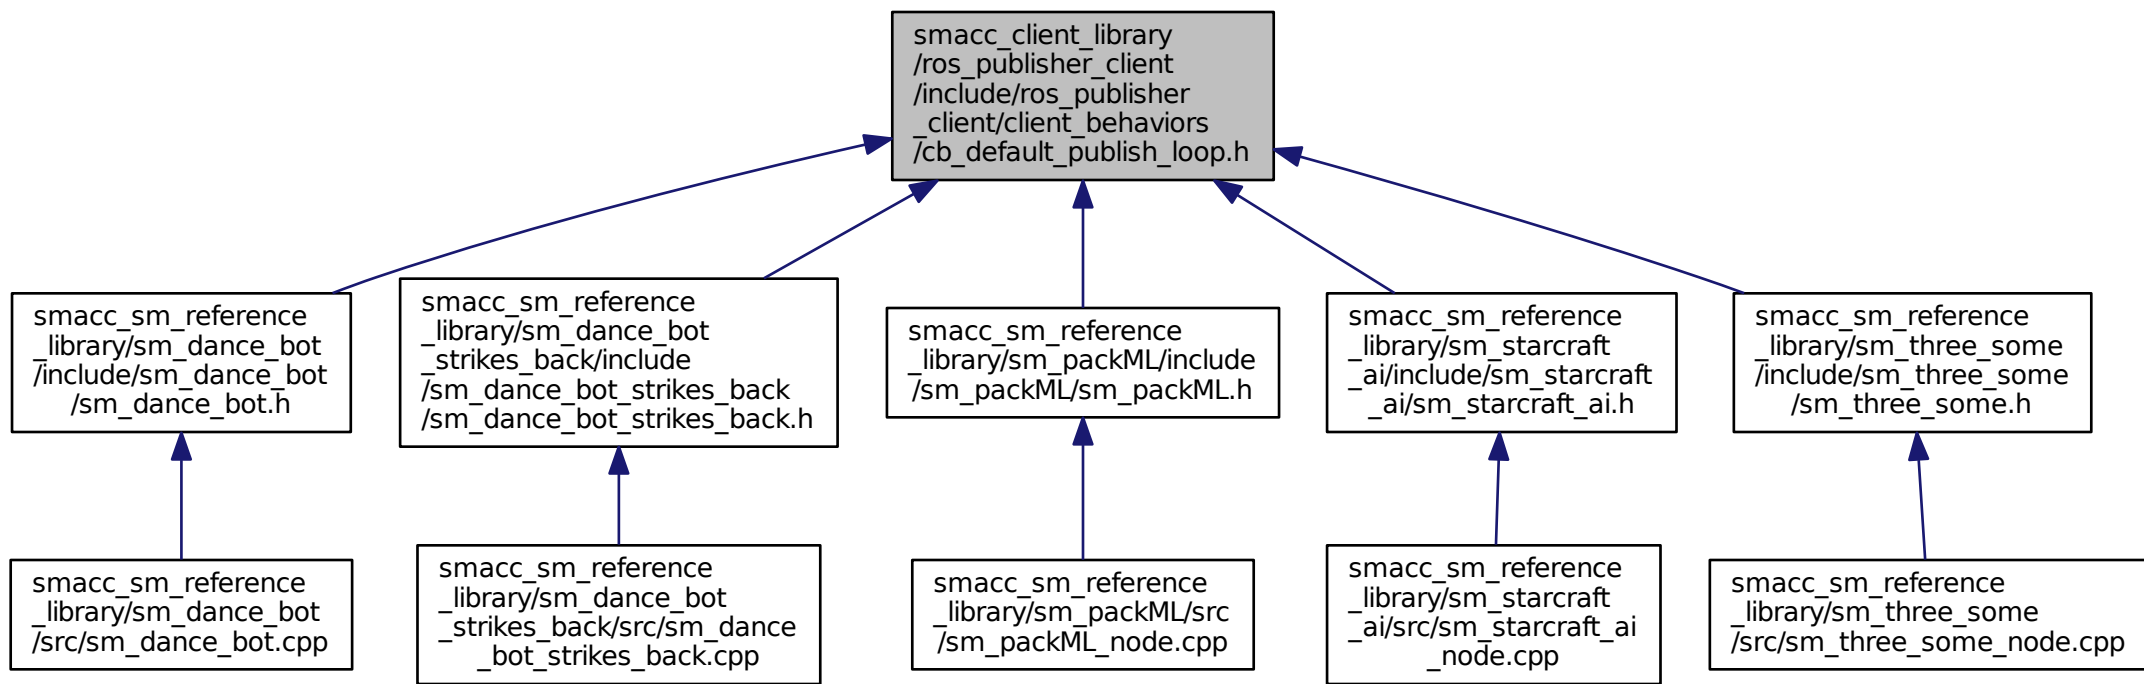 smacc_client_library
/ros_publisher_client
/include/ros_publisher
_client/client_behaviors
/cb_default_publish_loop.h
smacc_sm_reference
_library/sm_dance_bot
/include/sm_dance_bot
/sm_dance_bot.h
smacc_sm_reference
_library/sm_dance_bot
_strikes_back/include
/sm_dance_bot_strikes_back
/sm_dance_bot_strikes_back.h
smacc_sm_reference
_library/sm_packML/include
/sm_packML/sm_packML.h
smacc_sm_reference
_library/sm_starcraft
_ai/include/sm_starcraft
_ai/sm_starcraft_ai.h
smacc_sm_reference
_library/sm_three_some
/include/sm_three_some
/sm_three_some.h
smacc_sm_reference
_library/sm_dance_bot
/src/sm_dance_bot.cpp
smacc_sm_reference
_library/sm_dance_bot
_strikes_back/src/sm_dance
_bot_strikes_back.cpp
smacc_sm_reference
_library/sm_packML/src
/sm_packML_node.cpp
smacc_sm_reference
_library/sm_starcraft
_ai/src/sm_starcraft_ai
_node.cpp
smacc_sm_reference
_library/sm_three_some
/src/sm_three_some_node.cpp